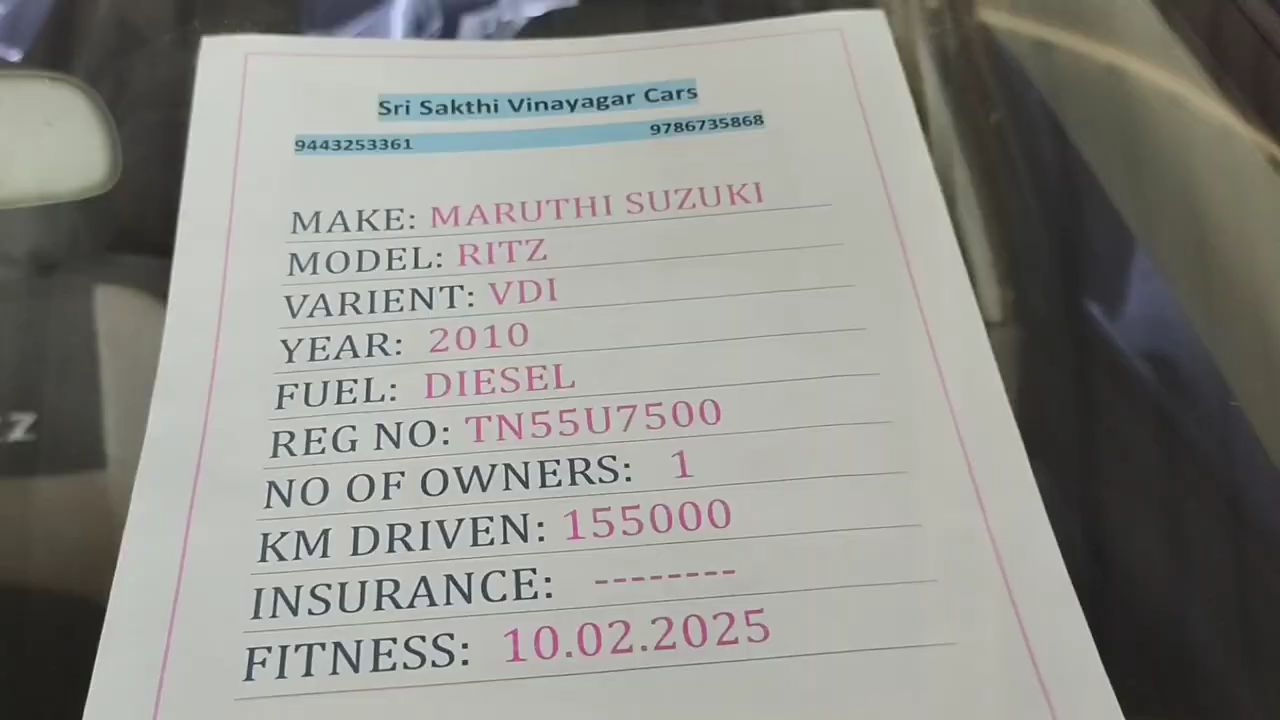 Sri Sakthi Vinayagar Cars
9443253361 9786735868
MAKE: MARUTHI SUZUKI
MODEL: RITZ
VARIENT: VDI
YEAR: 2010
FUEL: DIESEL
REG NO: TN55U7500
NO OF OWNERS: 1
KM DRIVEN: 155000
INSURANCE: --------
FITNESS: 10.02.2025